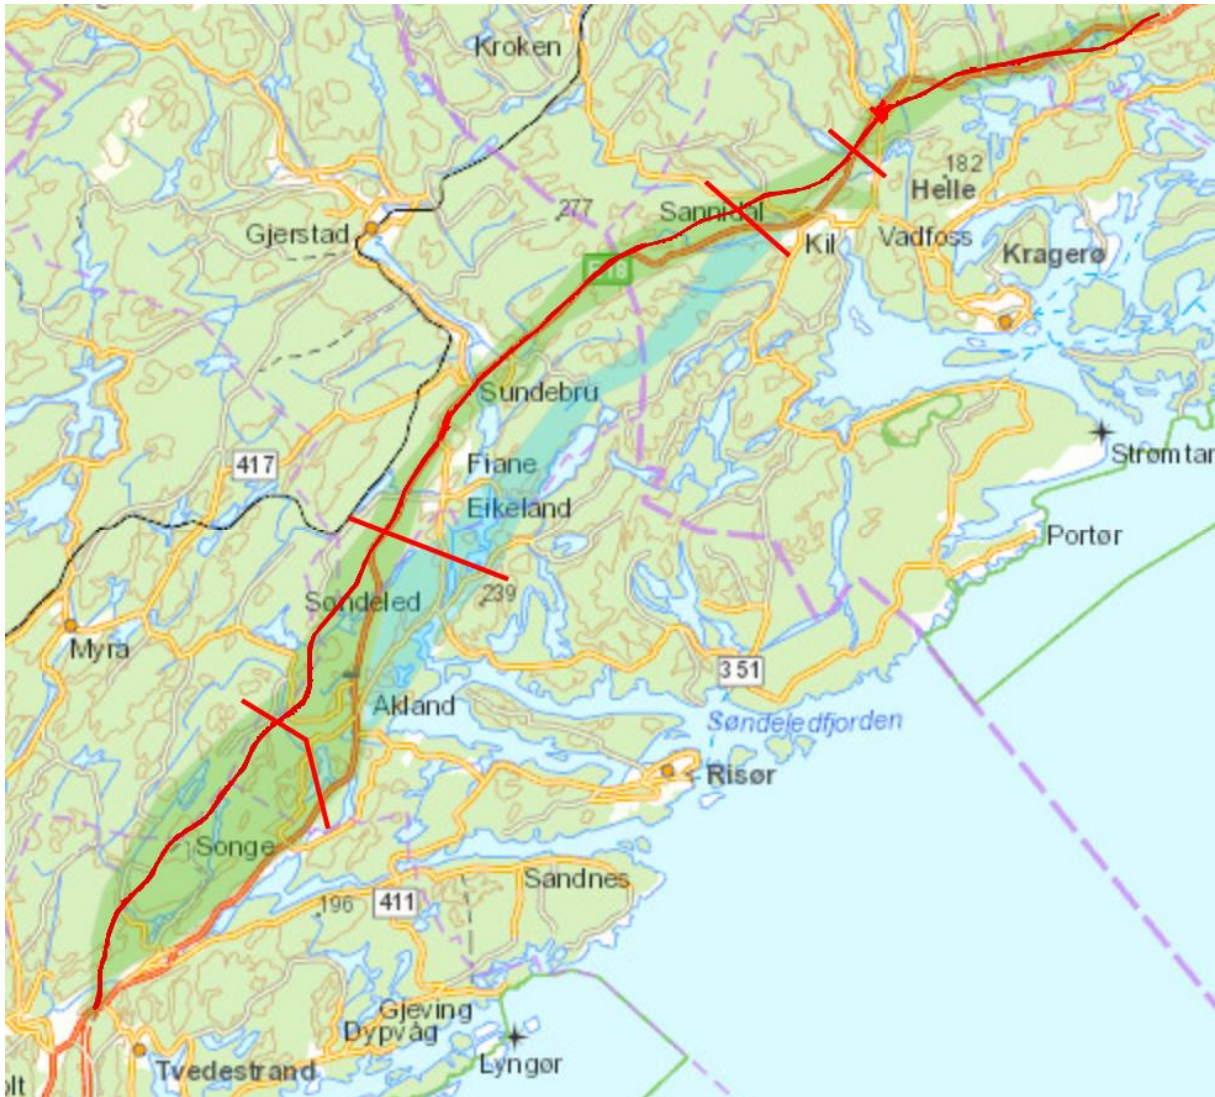 Kroken
182
Helle
277
Sannidal
Gjerstad
Kil
Vadfoss
Kragerø
E18
Sundebru
Strømtan
417
Fiane
Eikeland
Portør
239
Søndeled
Myra
351
Akland
Søndeledfjorden
Risør
Songe
Sandnes
196
411
Gjeving
Dypvåg
Lyngør
Tvedestrand
olt